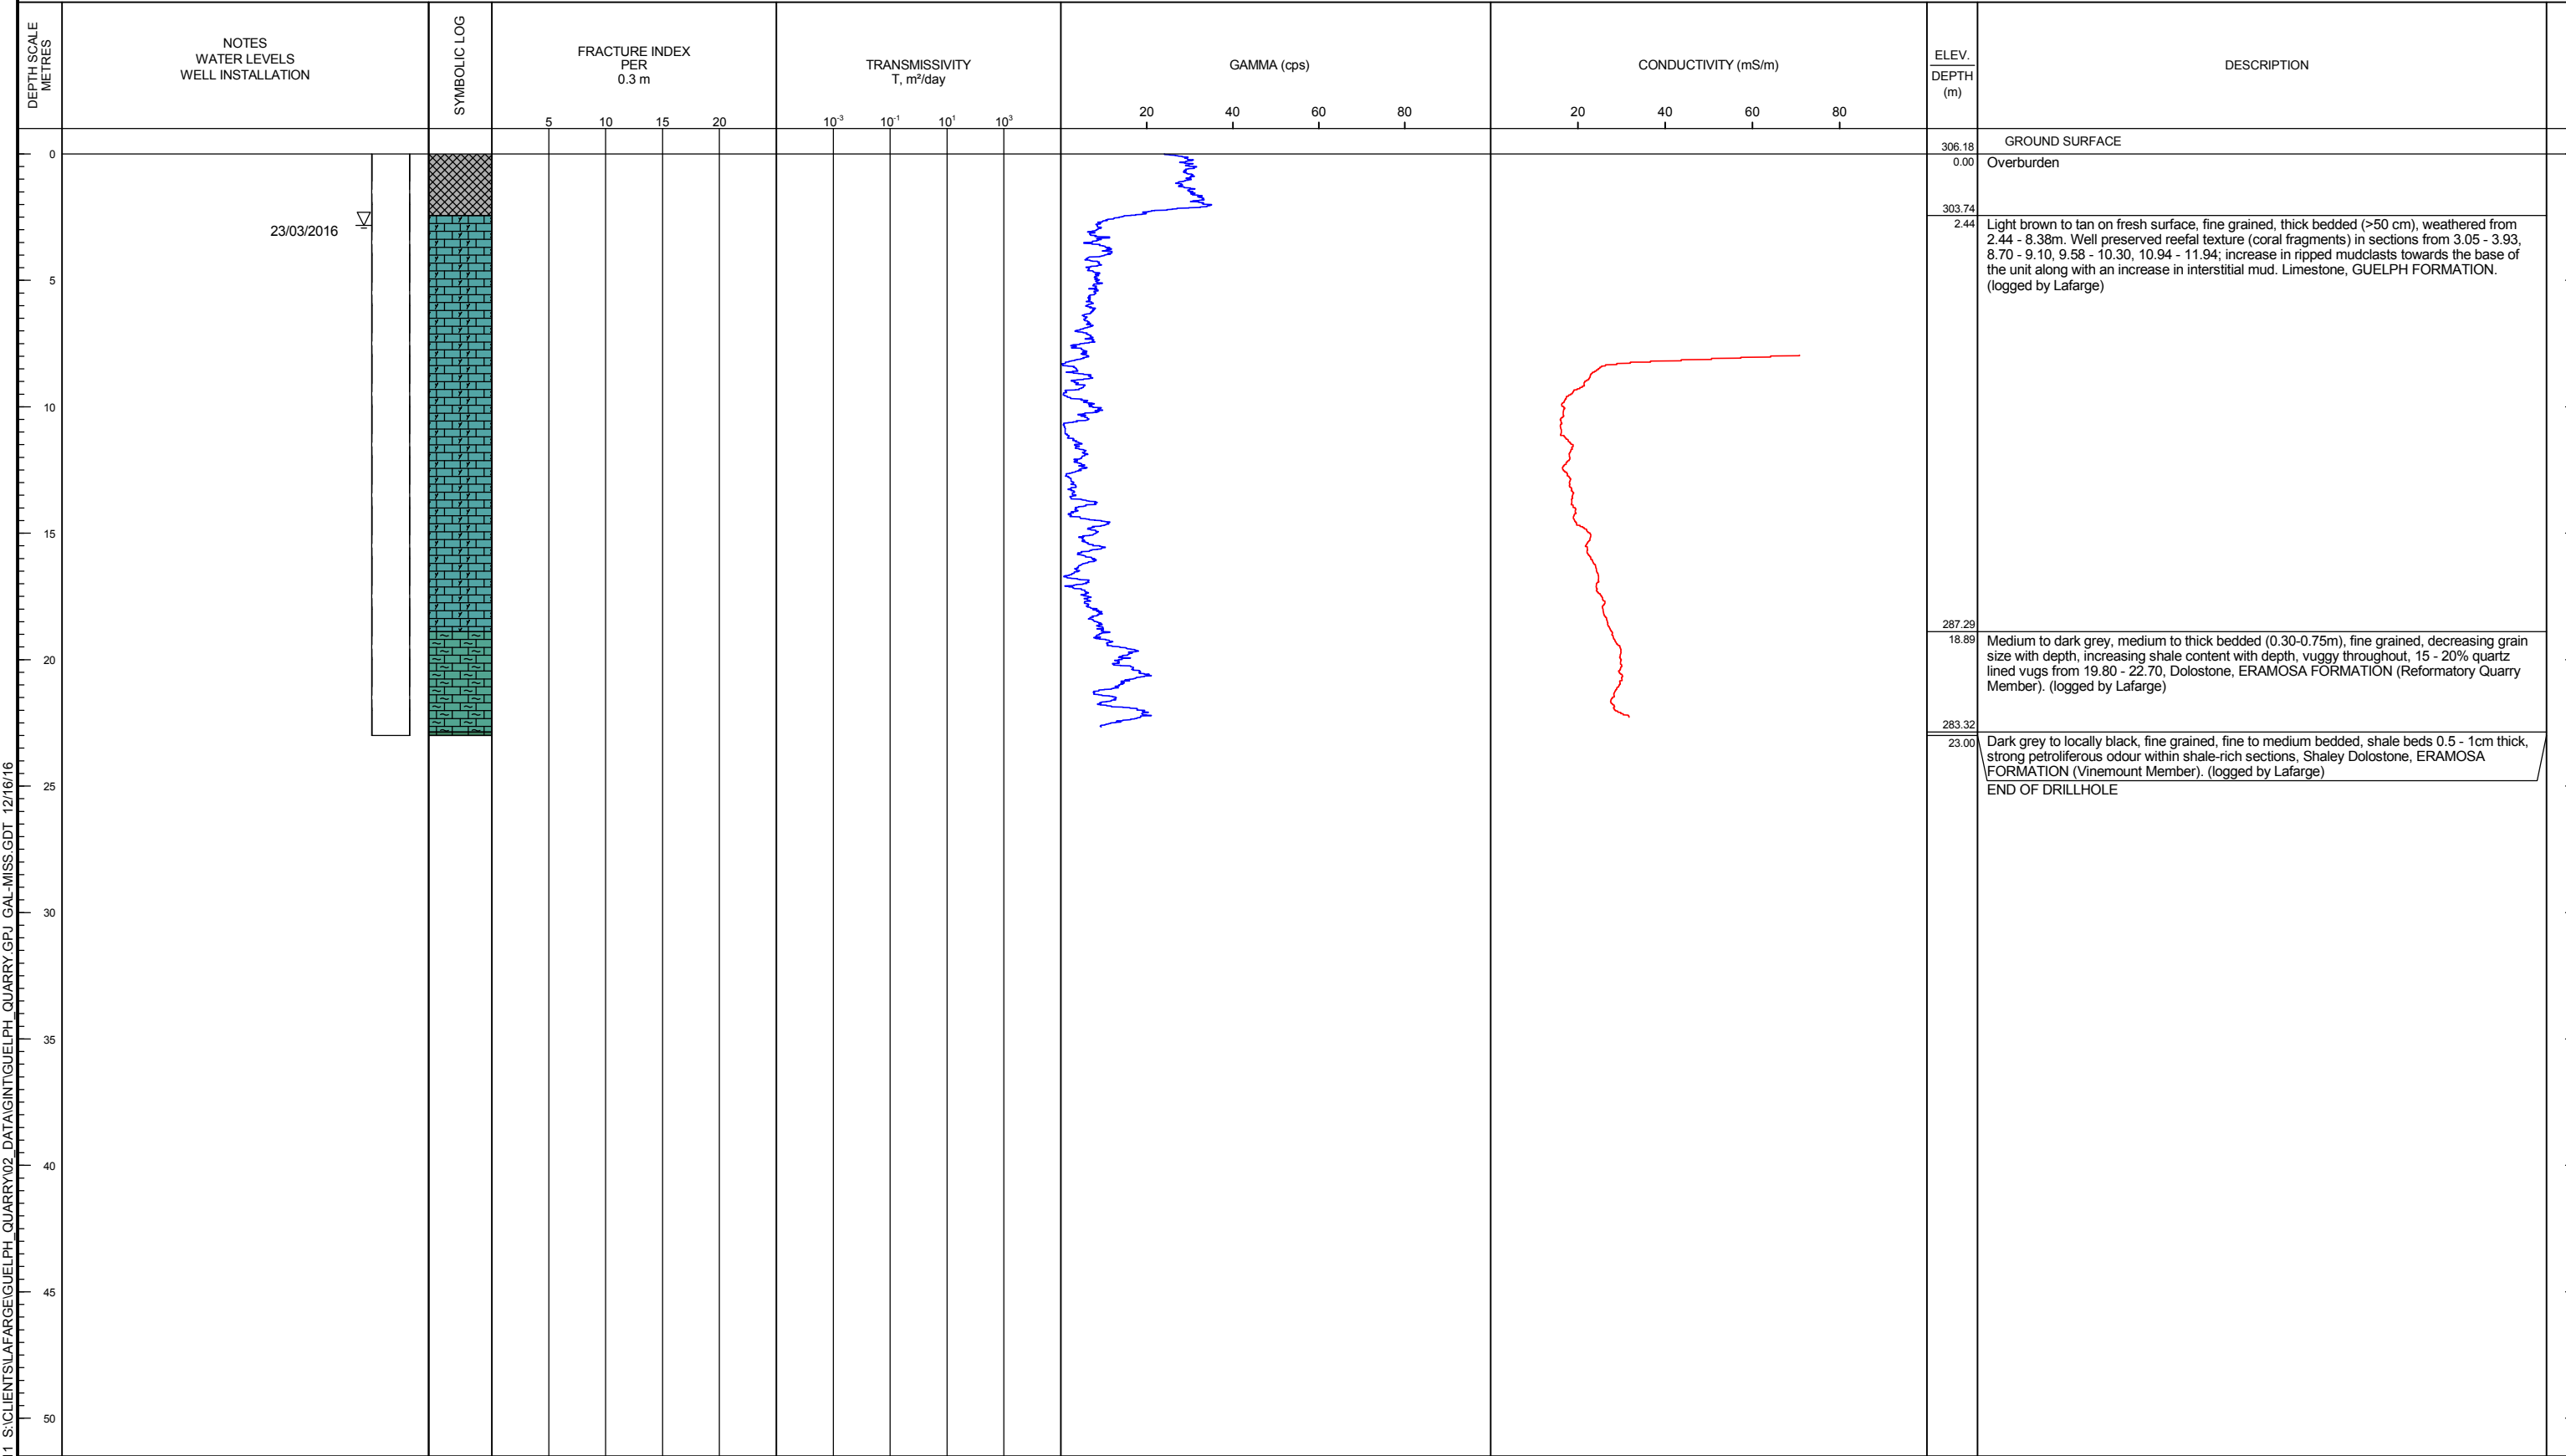 DEPTH SCALE
METRES
NOTES
WATER LEVELS
WELL INSTALLATION
SYMBOLIC LOG
FRACTURE INDEX
PER
0.3 m
5 10 15 20
TRANSMISSIVITY
T, m²/day
10⁻³ 10⁻¹ 10¹ 10³
GAMMA (cps)
20 40 60 80
CONDUCTIVITY (mS/m)
20 40 60 80
ELEV.
DEPTH
(m)
DESCRIPTION
GROUND SURFACE
306.18
0
0.00 Overburden
303.74
23/03/2016
2.44 Light brown to tan on fresh surface, fine grained, thick bedded (>50 cm), weathered from
2.44 - 8.38m. Well preserved reefal texture (coral fragments) in sections from 3.05 - 3.93,
8.70 - 9.10, 9.58 - 10.30, 10.94 - 11.94; increase in ripped mudclasts towards the base of
the unit along with an increase in interstitial mud. Limestone, GUELPH FORMATION.
(logged by Lafarge)
5
10
15
287.29
18.89 Medium to dark grey, medium to thick bedded (0.30-0.75m), fine grained, decreasing grain
size with depth, increasing shale content with depth, vuggy throughout, 15 - 20% quartz
lined vugs from 19.80 - 22.70, Dolostone, ERAMOSA FORMATION (Reformatory Quarry
Member). (logged by Lafarge)
20
283.32
23.00 Dark grey to locally black, fine grained, fine to medium bedded, shale beds 0.5 - 1cm thick,
strong petroliferous odour within shale-rich sections, Shaley Dolostone, ERAMOSA
FORMATION (Vinemount Member). (logged by Lafarge)
END OF DRILLHOLE
25
30
35
40
45
50
S:\CLIENTS\LAFARGE\GUELPH_QUARRY\02_DATA\GINT\GUELPH_QUARRY.GPJ GAL-MISS.GDT 12/16/16